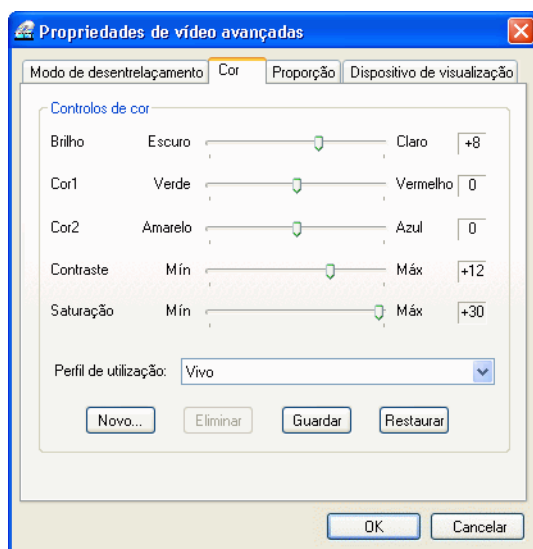 Propriedades de vídeo avançadas
Modo de desentrelaçamento Cor Proporção Dispositivo de visualização
Controlos de cor
Brilho Escuro Claro +8
Cor1 Verde Vermelho 0
Cor2 Amarelo Azul 0
Contraste Mín Máx +12
Saturação Mín Máx +30
Perfil de utilização: Vivo
Novo... Eliminar Guardar Restaurar
OK Cancelar